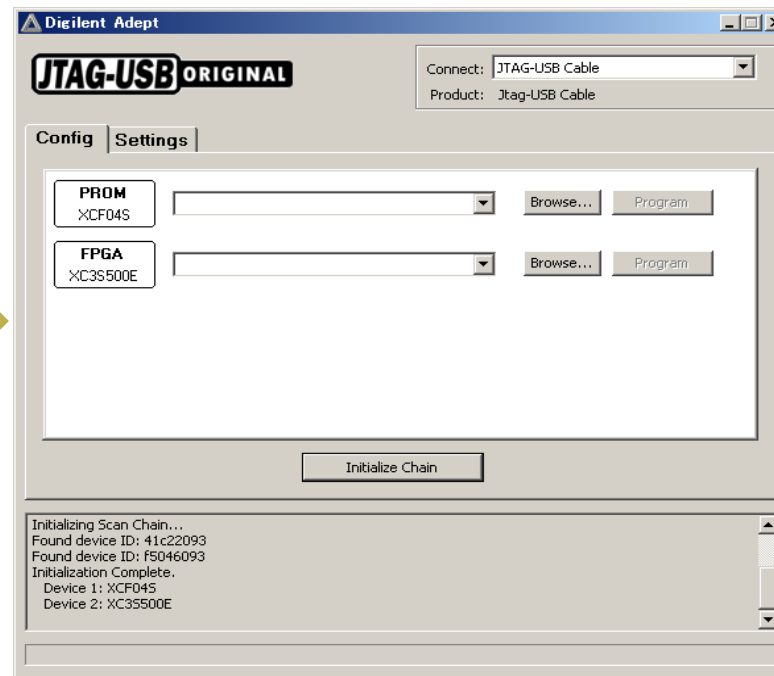 Digilent Adept
JTAG-USB ORIGINAL
Connect: JTAG-USB Cable
Product: Jtag-USB Cable
Config Settings
PROM
XCF04S
Browse... Program
FPGA
XC3S500E
Browse... Program
Initialize Chain
Initializing Scan Chain...
Found device ID: 41c22093
Found device ID: f5046093
Initialization Complete.
Device 1: XCF04S
Device 2: XC3S500E